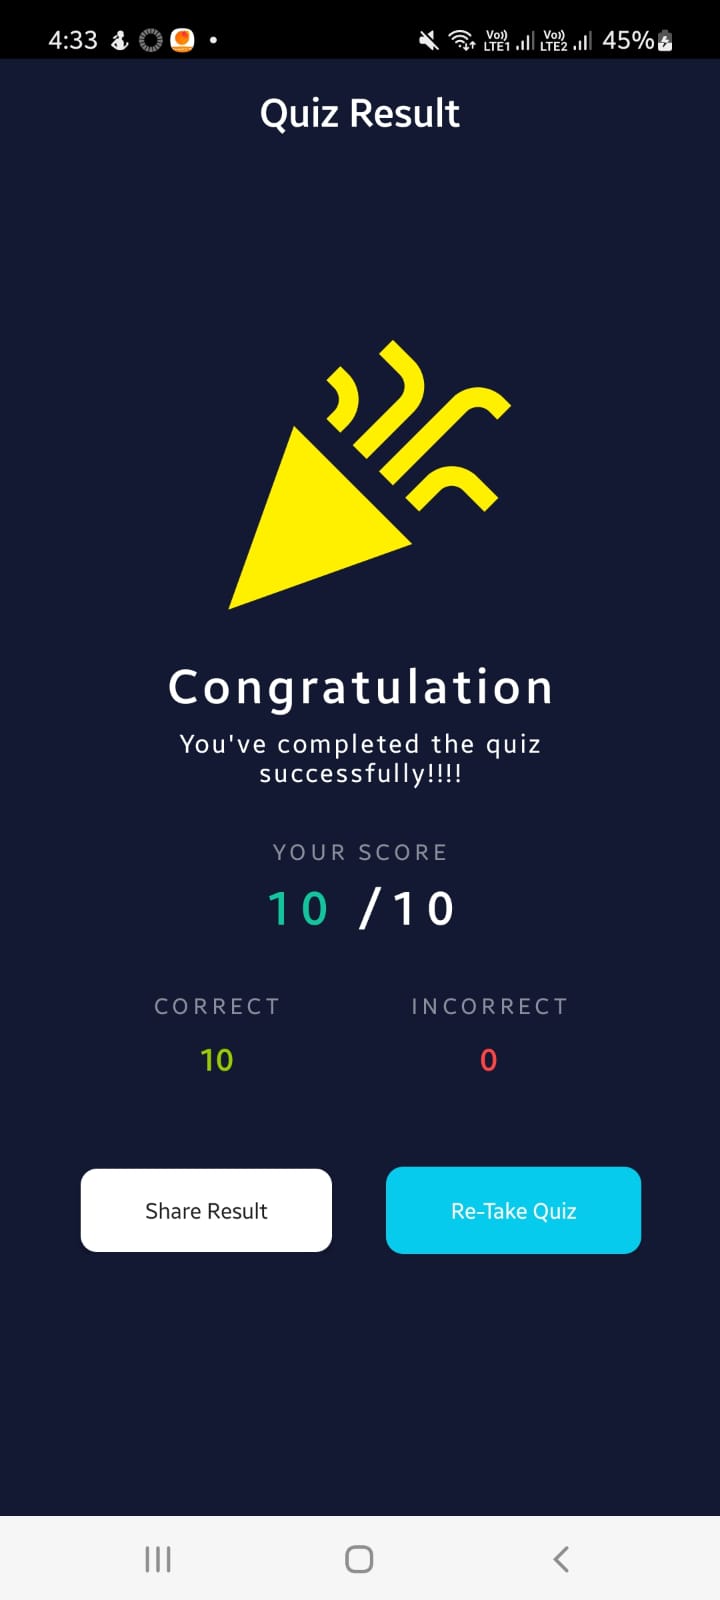 4:33 Vo)) LTE1 Vo)) LTE2 45%
Quiz Result
Congratulation
You've completed the quiz
successfully!!!!
YOUR SCORE
10 /10
CORRECT INCORRECT
10 0
Share Result Re-Take Quiz